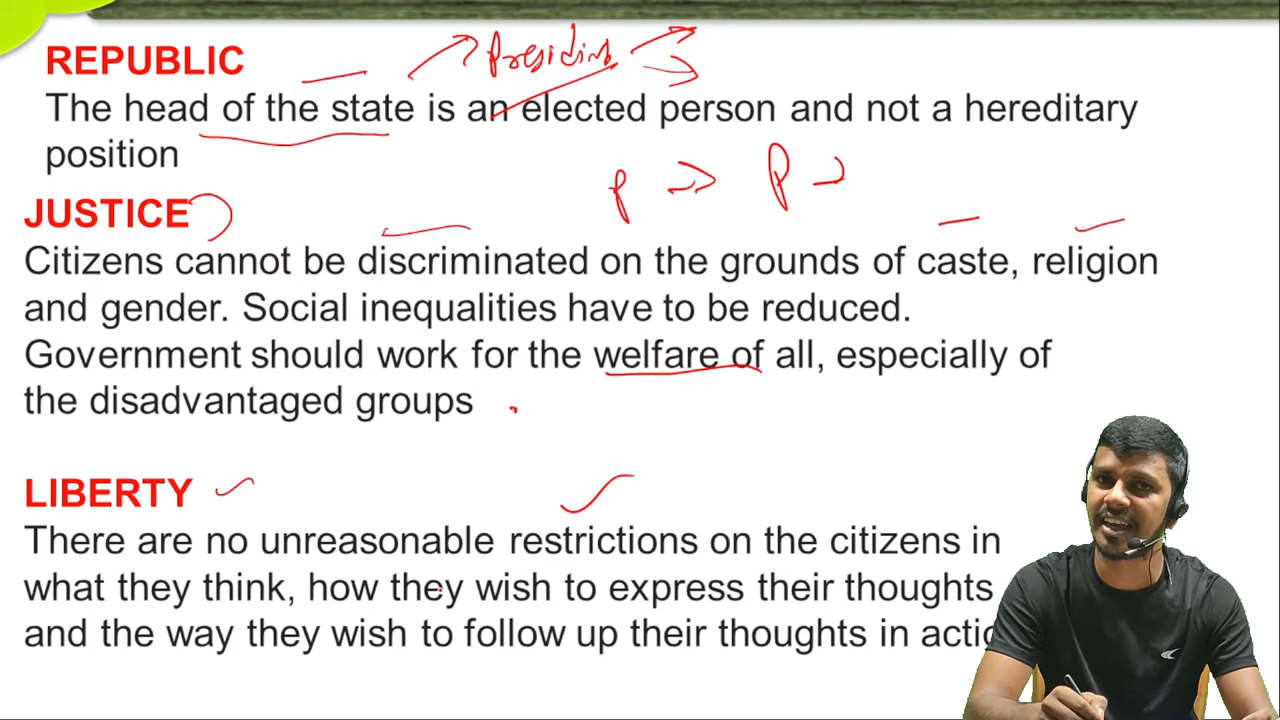 REPUBLIC
President
The head of the state is an elected person and not a hereditary
position
P P
JUSTICE
Citizens cannot be discriminated on the grounds of caste, religion
and gender. Social inequalities have to be reduced.
Government should work for the welfare of all, especially of
the disadvantaged groups
LIBERTY
There are no unreasonable restrictions on the citizens in
what they think, how they wish to express their thoughts
and the way they wish to follow up their thoughts in